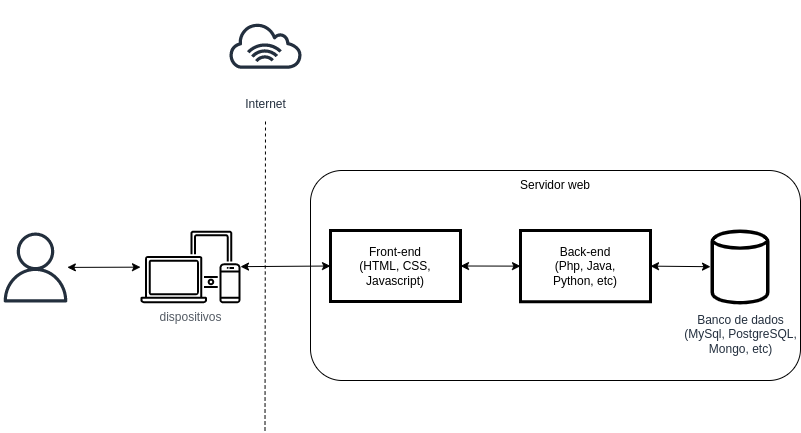 Internet
Servidor web
dispositivos
Front-end
(HTML, CSS,
Javascript)
Back-end
(Php, Java,
Python, etc)
Banco de dados
(MySql, PostgreSQL,
Mongo, etc)